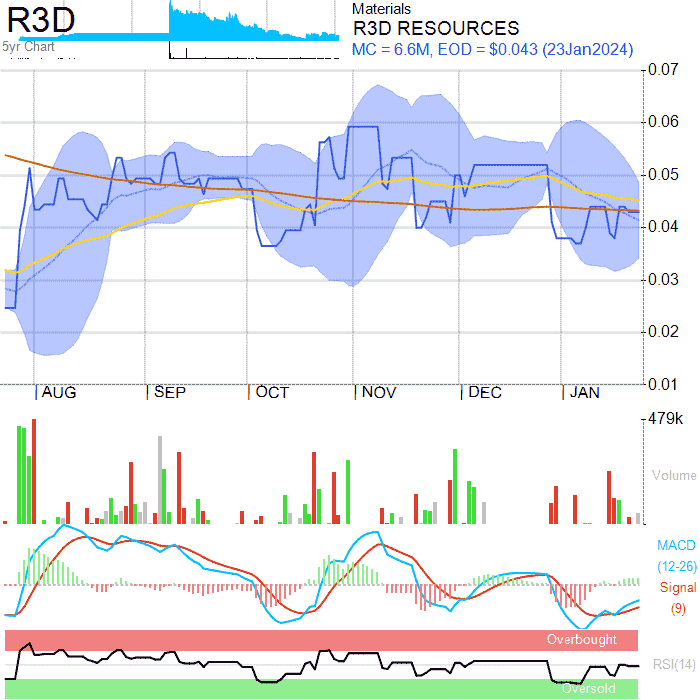 R3D
5yr Chart
Materials
R3D RESOURCES
MC = 6.6M, EOD = $0.043 (23Jan2024)
0.07
0.06
0.05
0.04
0.03
0.02
0.01
AUG SEP OCT NOV DEC JAN
479k
Volume
MACD
(12-26)
Signal
(9)
Overbought
RSI(14)
Oversold